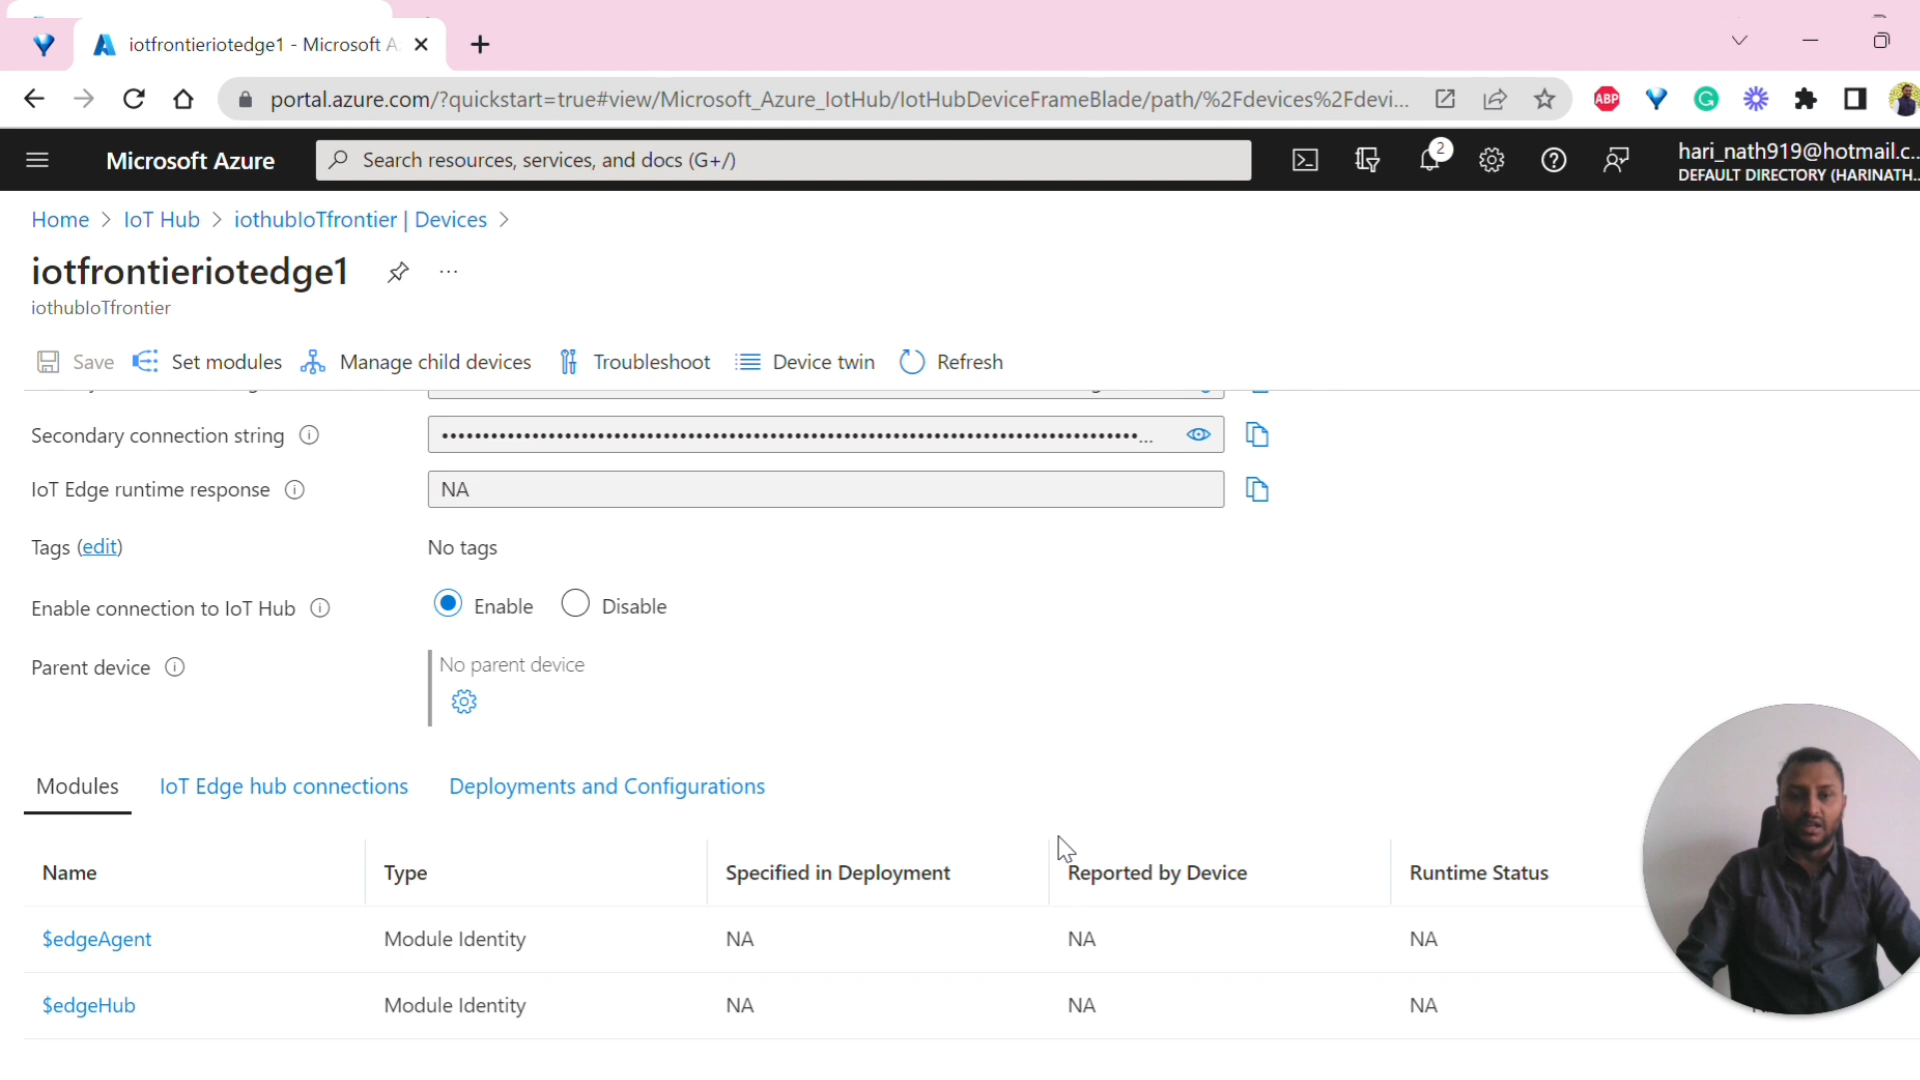 iotfrontieriotedge1 - Microsoft A
portal.azure.com/?quickstart=true#view/Microsoft_Azure_IotHub/IotHubDeviceFrameBlade/path/%2Fdevices%2Fdevi...
ABP
Microsoft Azure
Search resources, services, and docs (G+/)
2
hari_nath919@hotmail.c...
DEFAULT DIRECTORY (HARINATH...
Home > IoT Hub > iothubIoTfrontier | Devices >
iotfrontieriotedge1
...
iothubIoTfrontier
Save Set modules Manage child devices Troubleshoot Device twin Refresh
Secondary connection string
IoT Edge runtime response NA
Tags (edit) No tags
Enable connection to IoT Hub Enable Disable
Parent device No parent device
Modules IoT Edge hub connections Deployments and Configurations
Name Type Specified in Deployment Reported by Device Runtime Status
$edgeAgent Module Identity NA NA NA
$edgeHub Module Identity NA NA NA